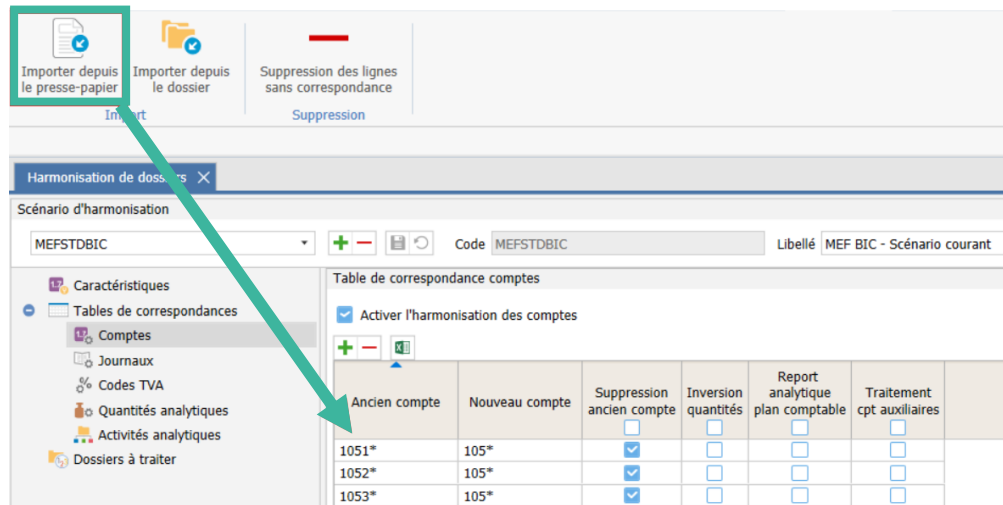 Importer depuis
le presse-papier
Importer depuis
le dossier
Suppression des lignes
sans correspondance
Import
Suppression
Harmonisation de dossiers
Scénario d'harmonisation
MEFSTDBIC
Code MEFSTDBIC
Libellé MEF BIC - Scénario courant
Caractéristiques
Tables de correspondances
Comptes
Journaux
Codes TVA
Quantités analytiques
Activités analytiques
Dossiers à traiter
Table de correspondance comptes
Activer l'harmonisation des comptes
Ancien compte
Nouveau compte
Suppression
ancien compte
Inversion
quantités
Report
analytique
plan comptable
Traitement
cpt auxiliaires
1051* 105*
1052* 105*
1053* 105*